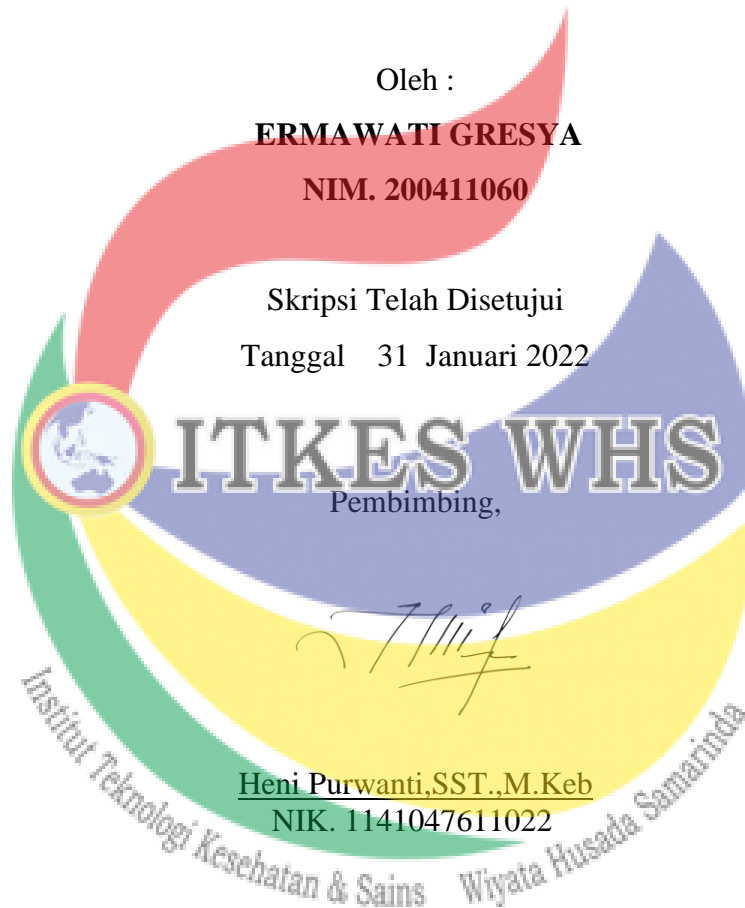 Oleh :
ERMAWATI GRESYA
NIM. 200411060
Skripsi Telah Disetujui
Tanggal 31 Januari 2022
ITKES WHS
Pembimbing,
Heni Purwanti,SST.,M.Keb
NIK. 1141047611022
Institut Teknologi Kesehatan & Sains Wiyata Husada Samarinda